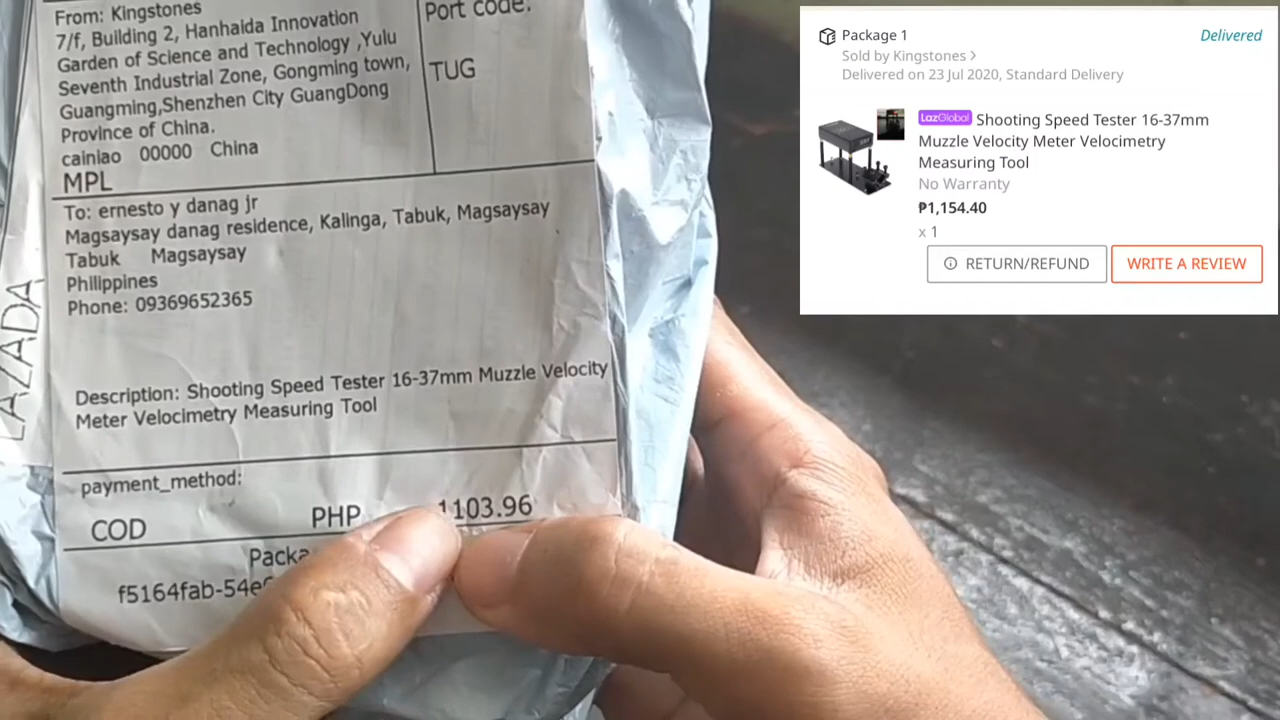 From: Kingstones
7/f, Building 2, Hanhaida Innovation
Garden of Science and Technology ,Yulu
Seventh Industrial Zone, Gongming town,
Guangming,Shenzhen City GuangDong
Province of China.
cainiao 00000 China
MPL
Port code:
TUG
To: ernesto y danag jr
Magsaysay danag residence, Kalinga, Tabuk, Magsaysay
Tabuk Magsaysay
Philippines
Phone: 09369652365
LAZADA
Description: Shooting Speed Tester 16-37mm Muzzle Velocity
Meter Velocimetry Measuring Tool
payment_method:
COD PHP 1103.96
Packa
f5164fab-54e
Package 1
Delivered
Sold by Kingstones >
Delivered on 23 Jul 2020, Standard Delivery
LazGlobal Shooting Speed Tester 16-37mm
Muzzle Velocity Meter Velocimetry
Measuring Tool
No Warranty
₱1,154.40
x 1
RETURN/REFUND
WRITE A REVIEW